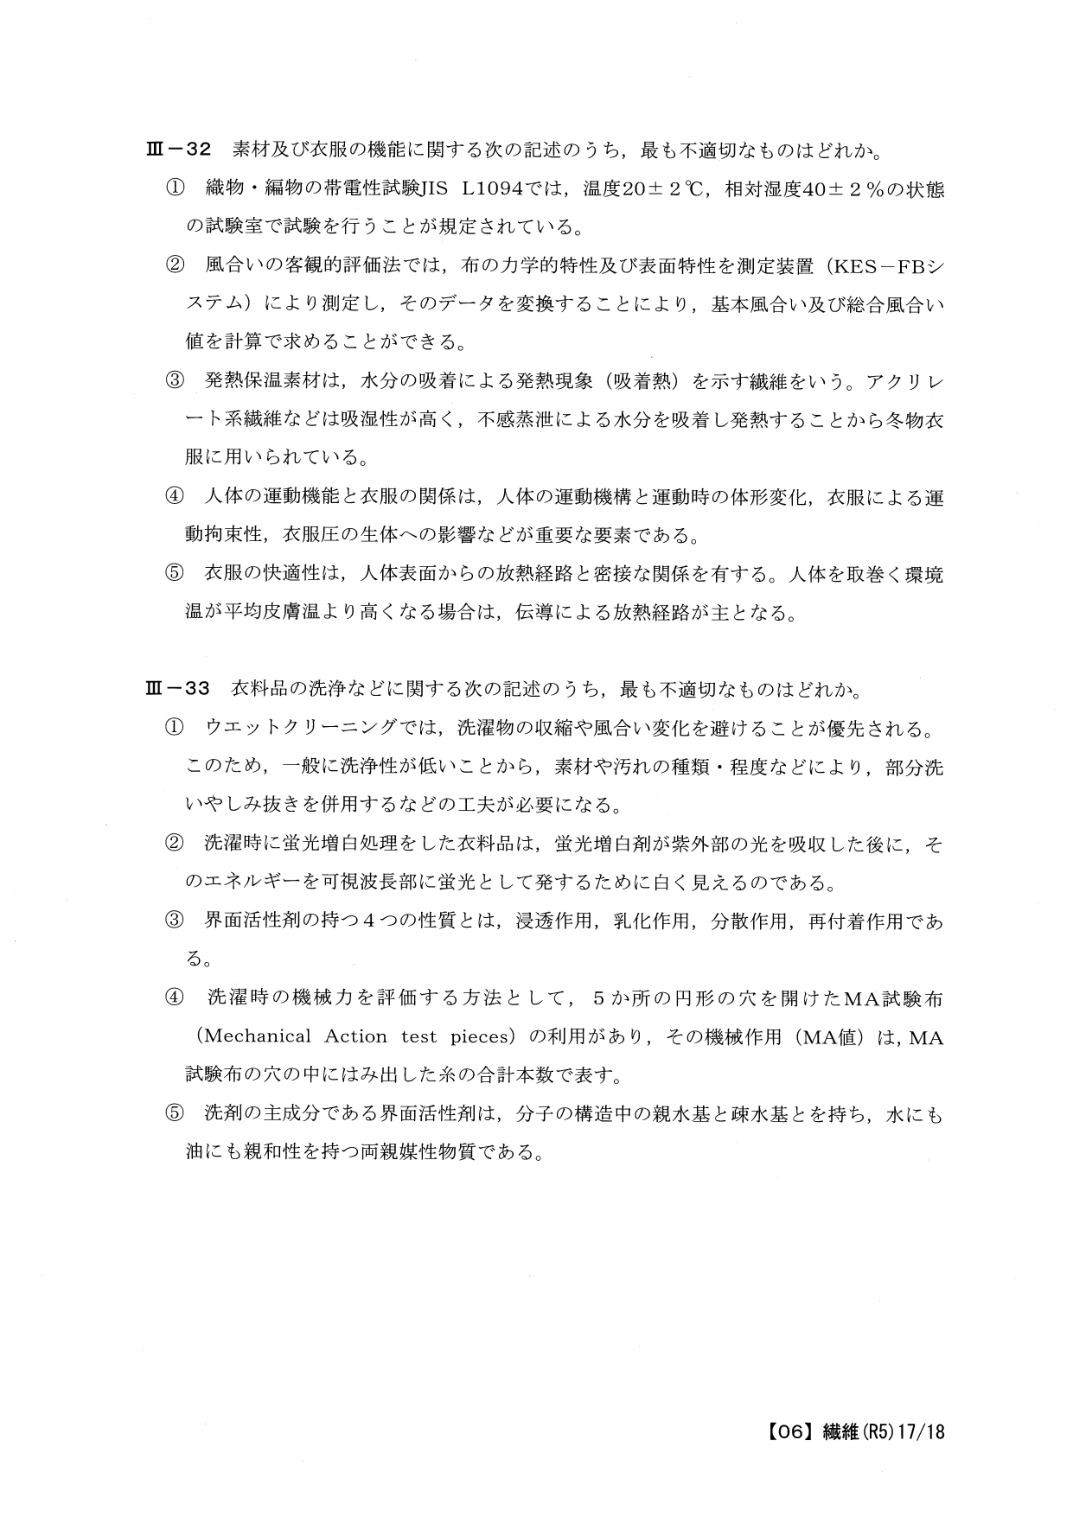 Ⅲ－32　素材及び衣服の機能に関する次の記述のうち，最も不適切なものはどれか。
①　織物・編物の帯電性試験JIS L1094では，温度20±２℃，相対湿度40±２％の状態
の試験室で試験を行うことが規定されている。
②　風合いの客観的評価法では，布の力学的特性及び表面特性を測定装置（KES－FBシ
ステム）により測定し，そのデータを変換することにより，基本風合い及び総合風合い
値を計算で求めることができる。
③　発熱保温素材は，水分の吸着による発熱現象（吸着熱）を示す繊維をいう。アクリレ
ート系繊維などは吸湿性が高く，不感蒸泄による水分を吸着し発熱することから冬物衣
服に用いられている。
④　人体の運動機能と衣服の関係は，人体の運動機構と運動時の体形変化，衣服による運
動拘束性，衣服圧の生体への影響などが重要な要素である。
⑤　衣服の快適性は，人体表面からの放熱経路と密接な関係を有する。人体を取巻く環境
温が平均皮膚温より高くなる場合は，伝導による放熱経路が主となる。
Ⅲ－33　衣料品の洗浄などに関する次の記述のうち，最も不適切なものはどれか。
①　ウエットクリーニングでは，洗濯物の収縮や風合い変化を避けることが優先される。
このため，一般に洗浄性が低いことから，素材や汚れの種類・程度などにより，部分洗
いやしみ抜きを併用するなどの工夫が必要になる。
②　洗濯時に蛍光増白処理をした衣料品は，蛍光増白剤が紫外部の光を吸収した後に，そ
のエネルギーを可視波長部に蛍光として発するために白く見えるのである。
③　界面活性剤の持つ４つの性質とは，浸透作用，乳化作用，分散作用，再付着作用であ
る。
④　洗濯時の機械力を評価する方法として，５か所の円形の穴を開けたMA試験布
（Mechanical Action test pieces）の利用があり，その機械作用（MA値）は，MA
試験布の穴の中にはみ出した糸の合計本数で表す。
⑤　洗剤の主成分である界面活性剤は，分子の構造中の親水基と疎水基とを持ち，水にも
油にも親和性を持つ両親媒性物質である。
【06】繊維(R5)17/18